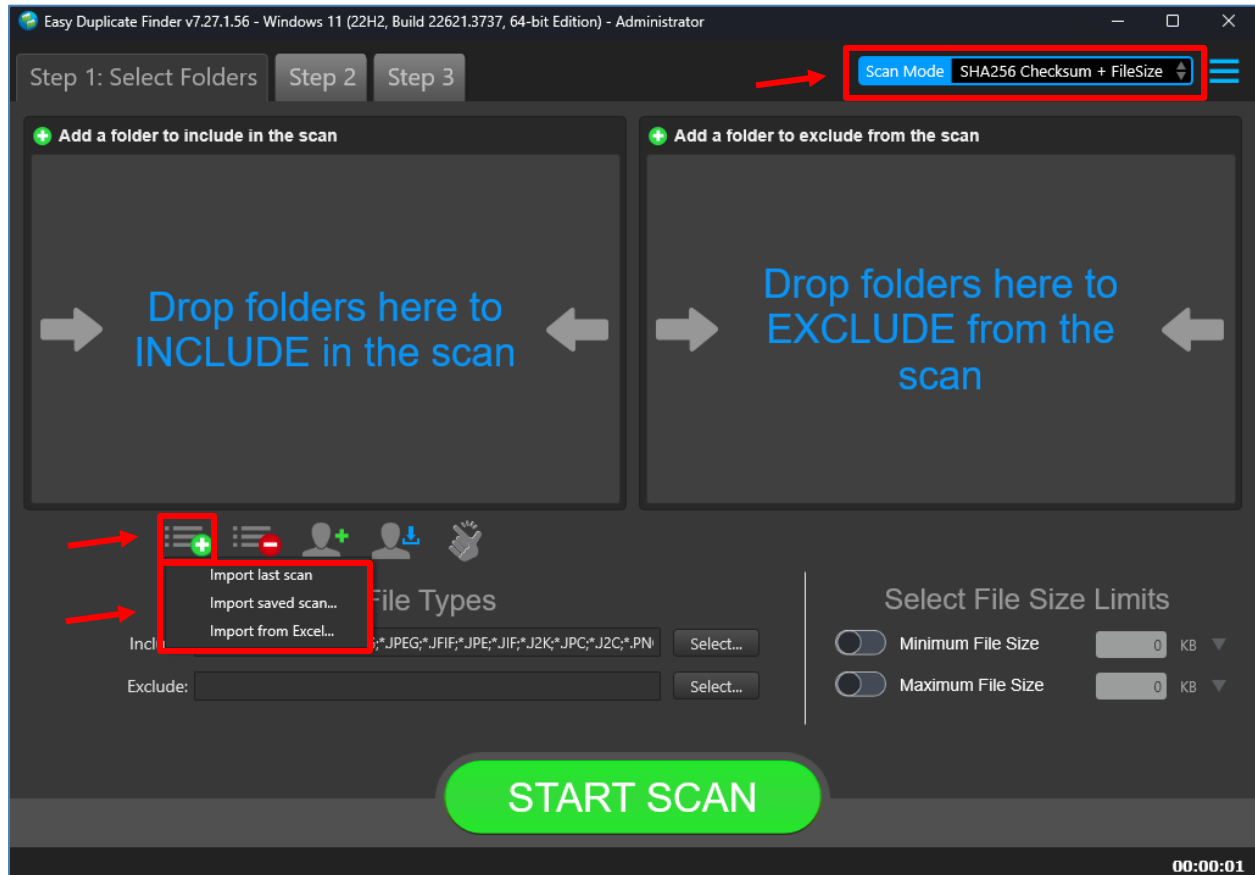 Easy Duplicate Finder v7.27.1.56 - Windows 11 (22H2, Build 22621.3737, 64-bit Edition) - Administrator
Step 1: Select Folders
Step 2
Step 3
Scan Mode
SHA256 Checksum + FileSize
Add a folder to include in the scan
Add a folder to exclude from the scan
Drop folders here to
INCLUDE in the scan
Drop folders here to
EXCLUDE from the
scan
Import last scan
Import saved scan...
Import from Excel...
File Types
Select File Size Limits
;*.JPEG;*.JFIF;*.JPE;*.JIF;*.J2K;*.JPC;*.J2C;*.PN
Select...
Minimum File Size
0 KB
Exclude:
Select...
Maximum File Size
0 KB
START SCAN
00:00:01